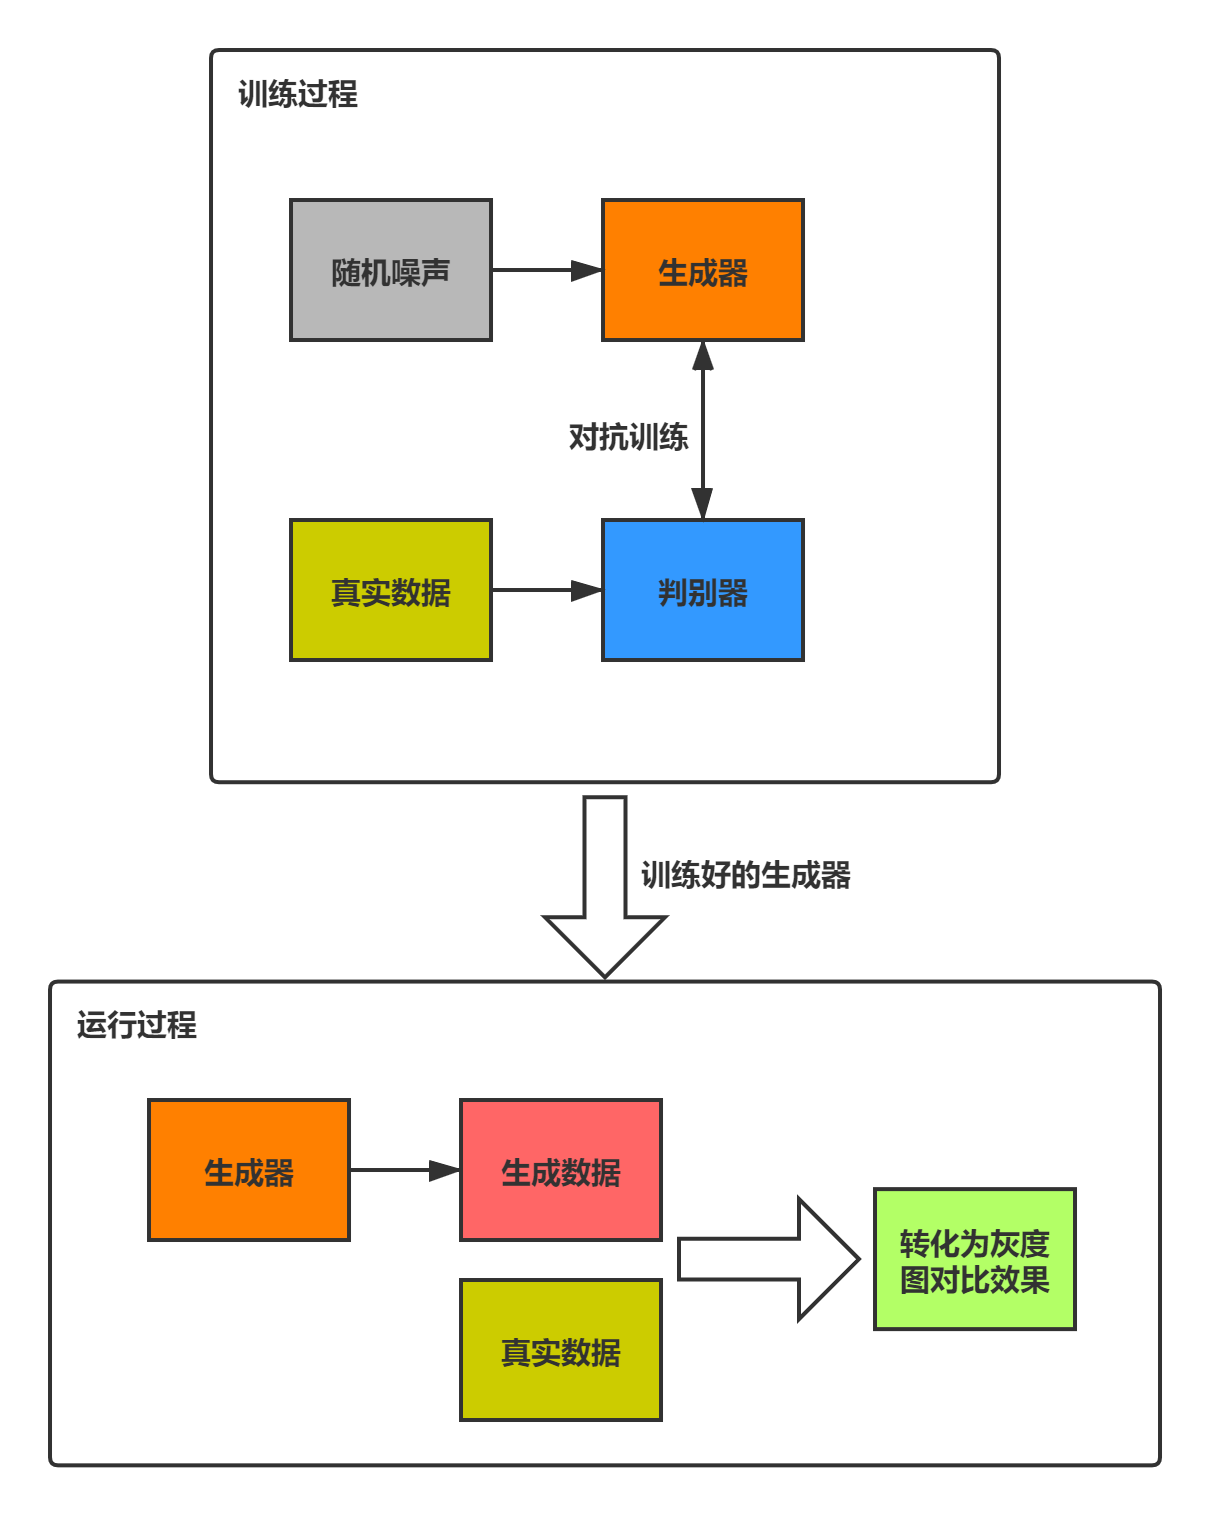 训练过程
随机噪声
生成器
对抗训练
真实数据
判别器
训练好的生成器
运行过程
生成器
生成数据
转化为灰度
图对比效果
真实数据